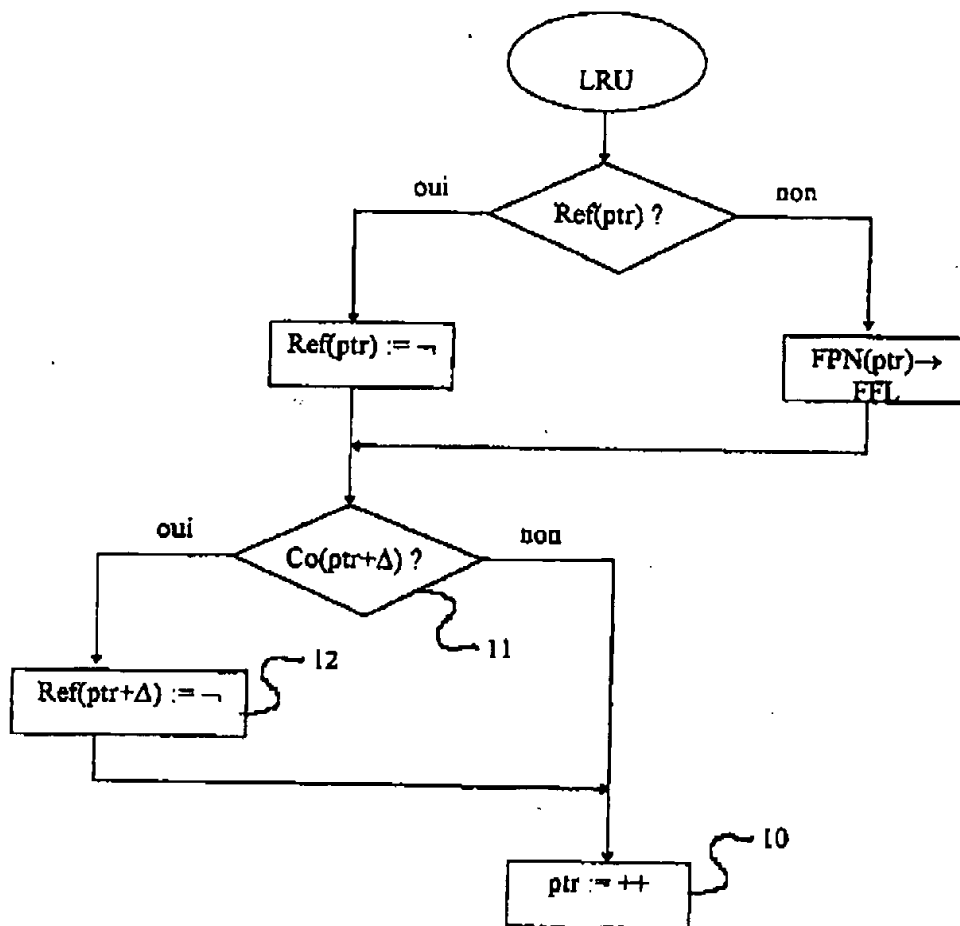 LRU
oui
non
Ref(ptr) ?
Ref(ptr) := ¬
FPN(ptr)→
FFL
oui
non
Co(ptr+Δ) ?
11
12
Ref(ptr+Δ) := ¬
10
ptr := ++